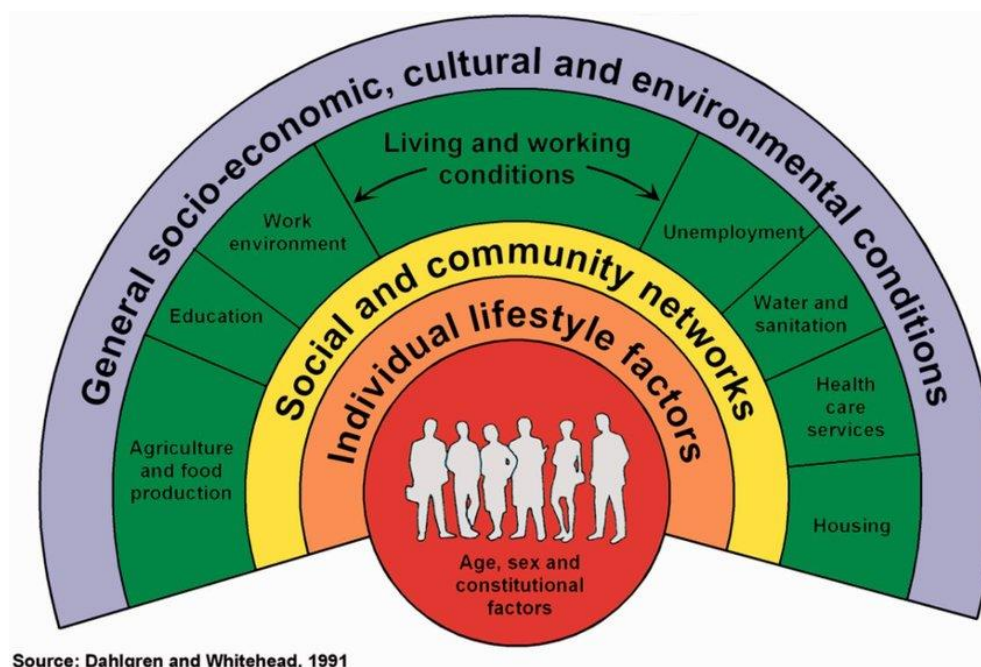 General socio-economic, cultural and environmental conditions
Living and working
conditions
Work
environment
Unemployment
Education
Water and
sanitation
Agriculture
and food
production
Health
care
services
Housing
Social and community networks
Individual lifestyle factors
Age, sex and
constitutional
factors
Source: Dahlgren and Whitehead, 1991